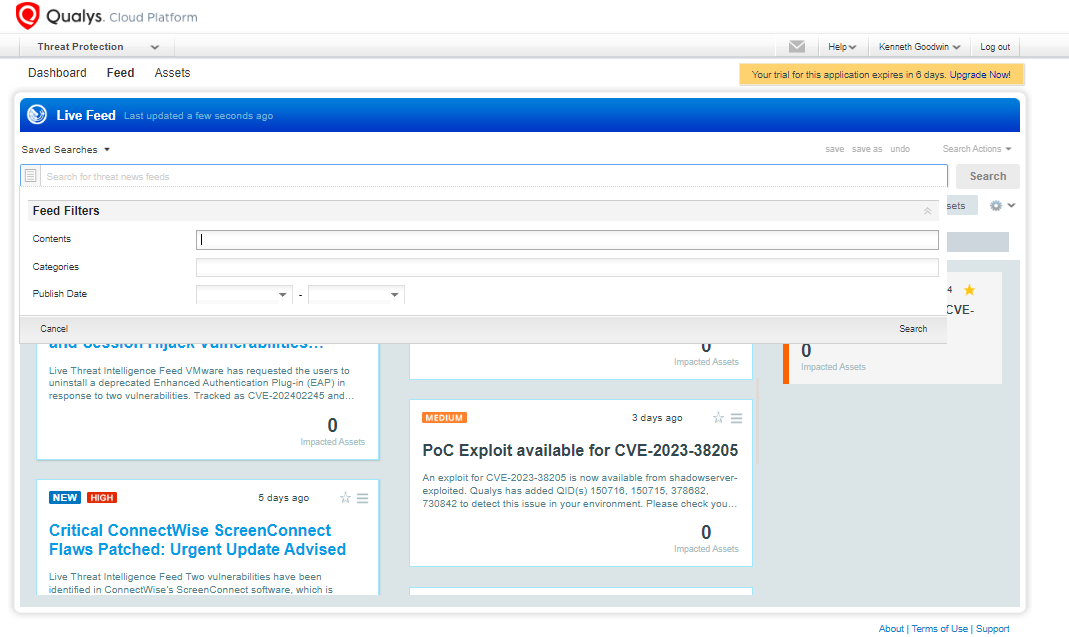 Qualys. Cloud Platform
Threat Protection
Help
Kenneth Goodwin
Log out
Dashboard
Feed
Assets
Your trial for this application expires in 6 days. Upgrade Now!
Live Feed
Last updated a few seconds ago
Saved Searches
save
save as
undo
Search Actions
Search for threat news feeds
Search
Feed Filters
sets
Contents
Categories
Publish Date
-
4
CVE-
Cancel
Search
0
Impacted Assets
and Session Hijack Vulnerabilities...
Live Threat Intelligence Feed VMware has requested the users to
uninstall a deprecated Enhanced Authentication Plug-in (EAP) in
response to two vulnerabilities. Tracked as CVE-202402245 and...
0
Impacted Assets
NEW
HIGH
5 days ago
Critical ConnectWise ScreenConnect
Flaws Patched: Urgent Update Advised
Live Threat Intelligence Feed Two vulnerabilities have been
identified in ConnectWise's ScreenConnect software, which is
0
Impacted Assets
MEDIUM
3 days ago
PoC Exploit available for CVE-2023-38205
An exploit for CVE-2023-38205 is now available from shadowserver-
exploited. Qualys has added QID(s) 150716, 150715, 378682,
730842 to detect this issue in your environment. Please check you...
0
Impacted Assets
About | Terms of Use | Support